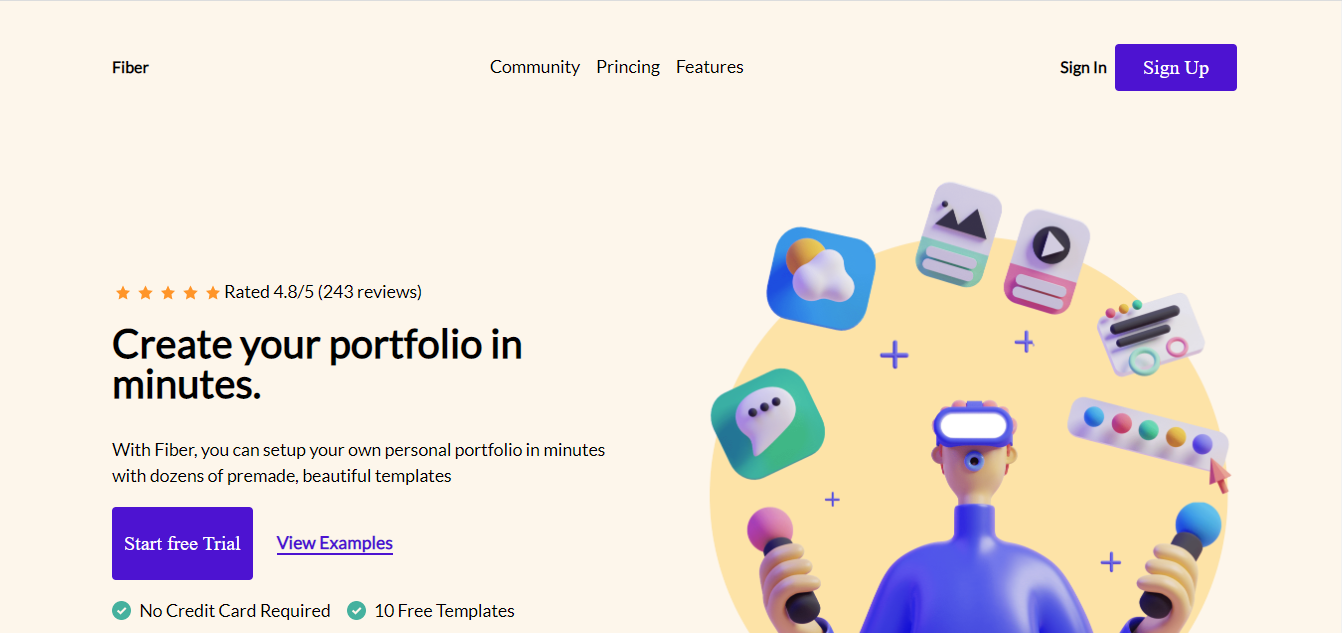 Fiber
Community Princing Features
Sign In Sign Up
Rated 4.8/5 (243 reviews)
Create your portfolio in
minutes.
With Fiber, you can setup your own personal portfolio in minutes
with dozens of premade, beautiful templates
Start free Trial
View Examples
No Credit Card Required
10 Free Templates